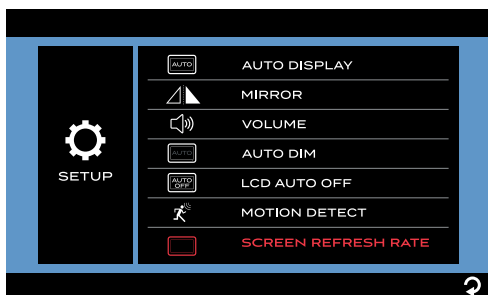 AUTO
AUTO DISPLAY
MIRROR
VOLUME
AUTO
AUTO DIM
SETUP
AUTO
OFF
LCD AUTO OFF
MOTION DETECT
SCREEN REFRESH RATE